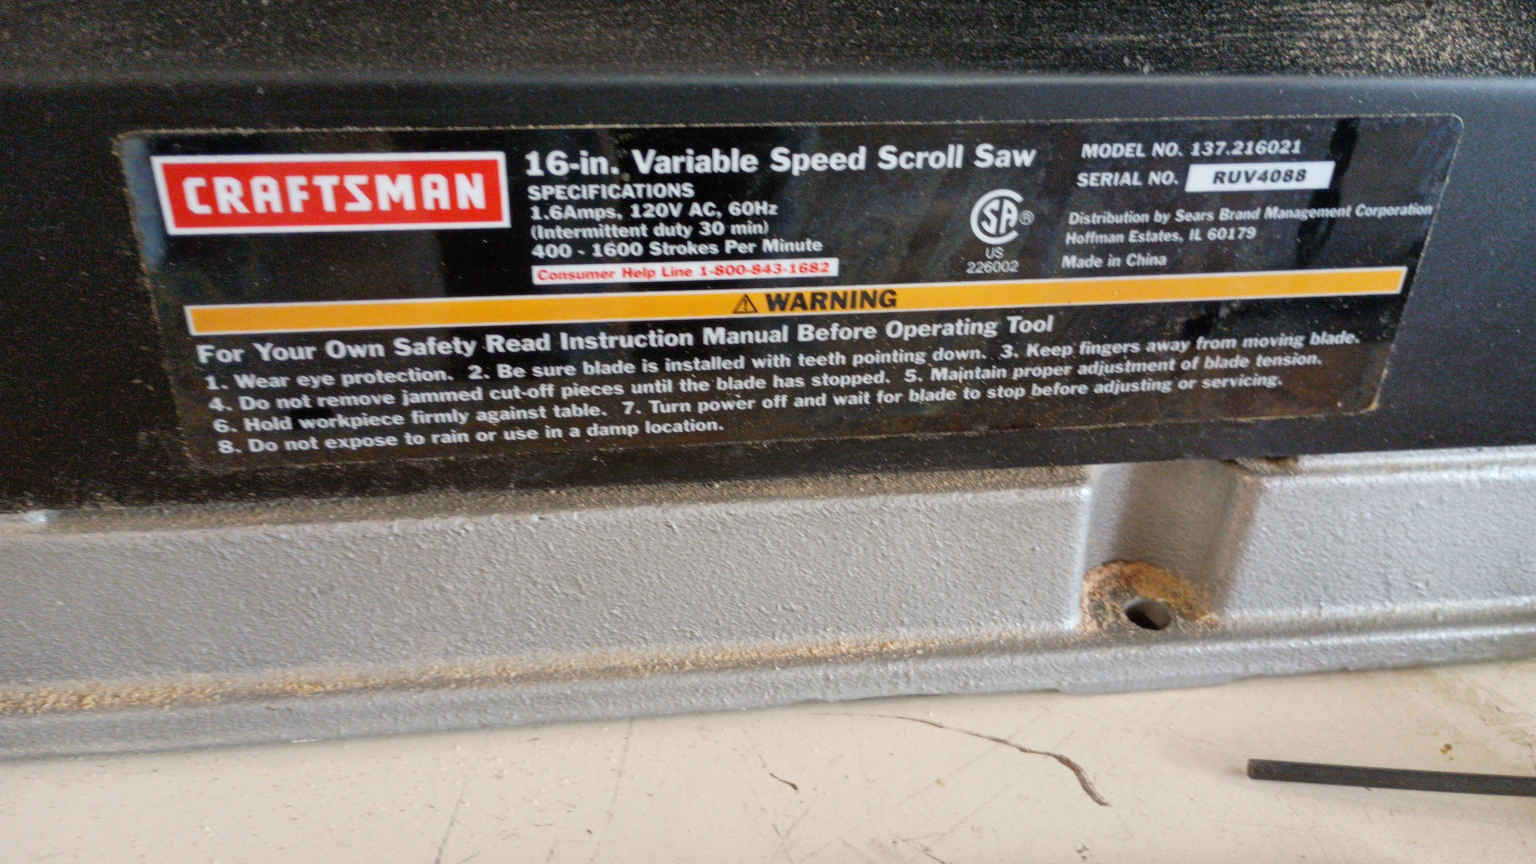 CRAFTSMAN
16-in. Variable Speed Scroll Saw
SPECIFICATIONS
1.6Amps, 120V AC, 60Hz
(Intermittent duty 30 min)
400 - 1600 Strokes Per Minute
Consumer Help Line 1-800-843-1682
SA®
US
226002
MODEL NO. 137.216021
SERIAL NO. RUV4088
Distribution by Sears Brand Management Corporation
Hoffman Estates, IL 60179
Made in China
WARNING
For Your Own Safety Read Instruction Manual Before Operating Tool
1. Wear eye protection. 2. Be sure blade is installed with teeth pointing down. 3. Keep fingers away from moving blade.
4. Do not remove jammed cut-off pieces until the blade has stopped. 5. Maintain proper adjustment of blade tension.
6. Hold workpiece firmly against table. 7. Turn power off and wait for blade to stop before adjusting or servicing.
8. Do not expose to rain or use in a damp location.